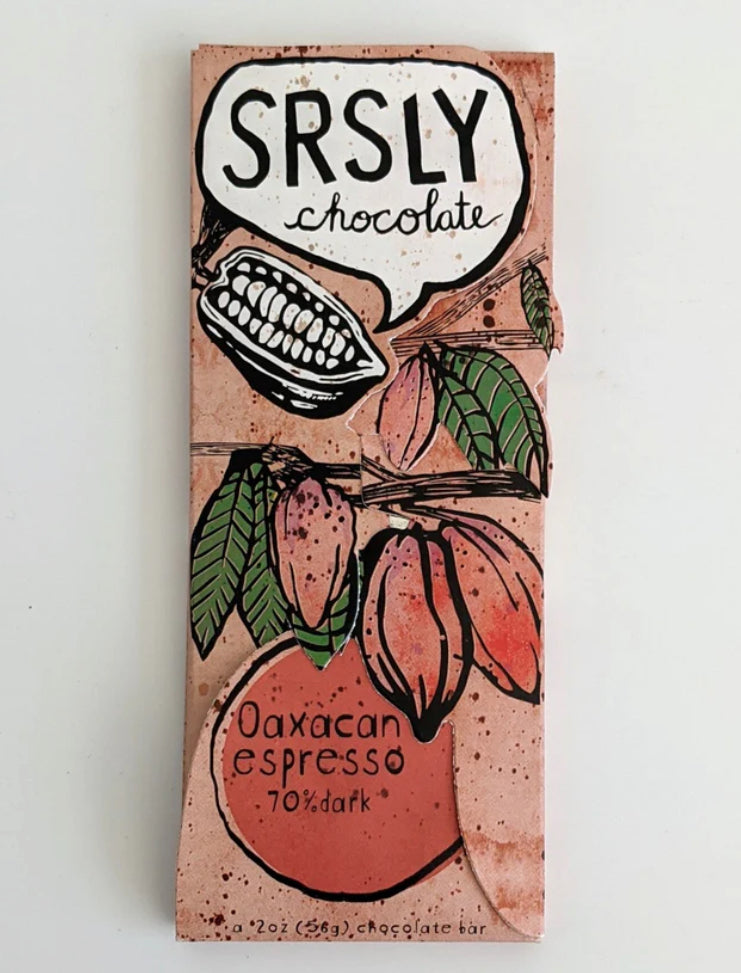 SRSLY
chocolate
Oaxacan
espresso
70% dark
a 2oz (56g) chocolate bar